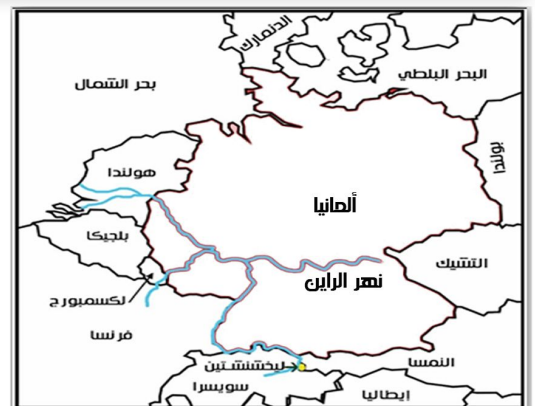 الدنمارك
بحر الشمال
البحر البلطي
بولندا
هولندا
ألمانيا
بلجيكا
التشيك
نهر الراين
لكسمبورج
فرنسا
النمسا
ليخشنشتين
سويسرا
إيطاليا